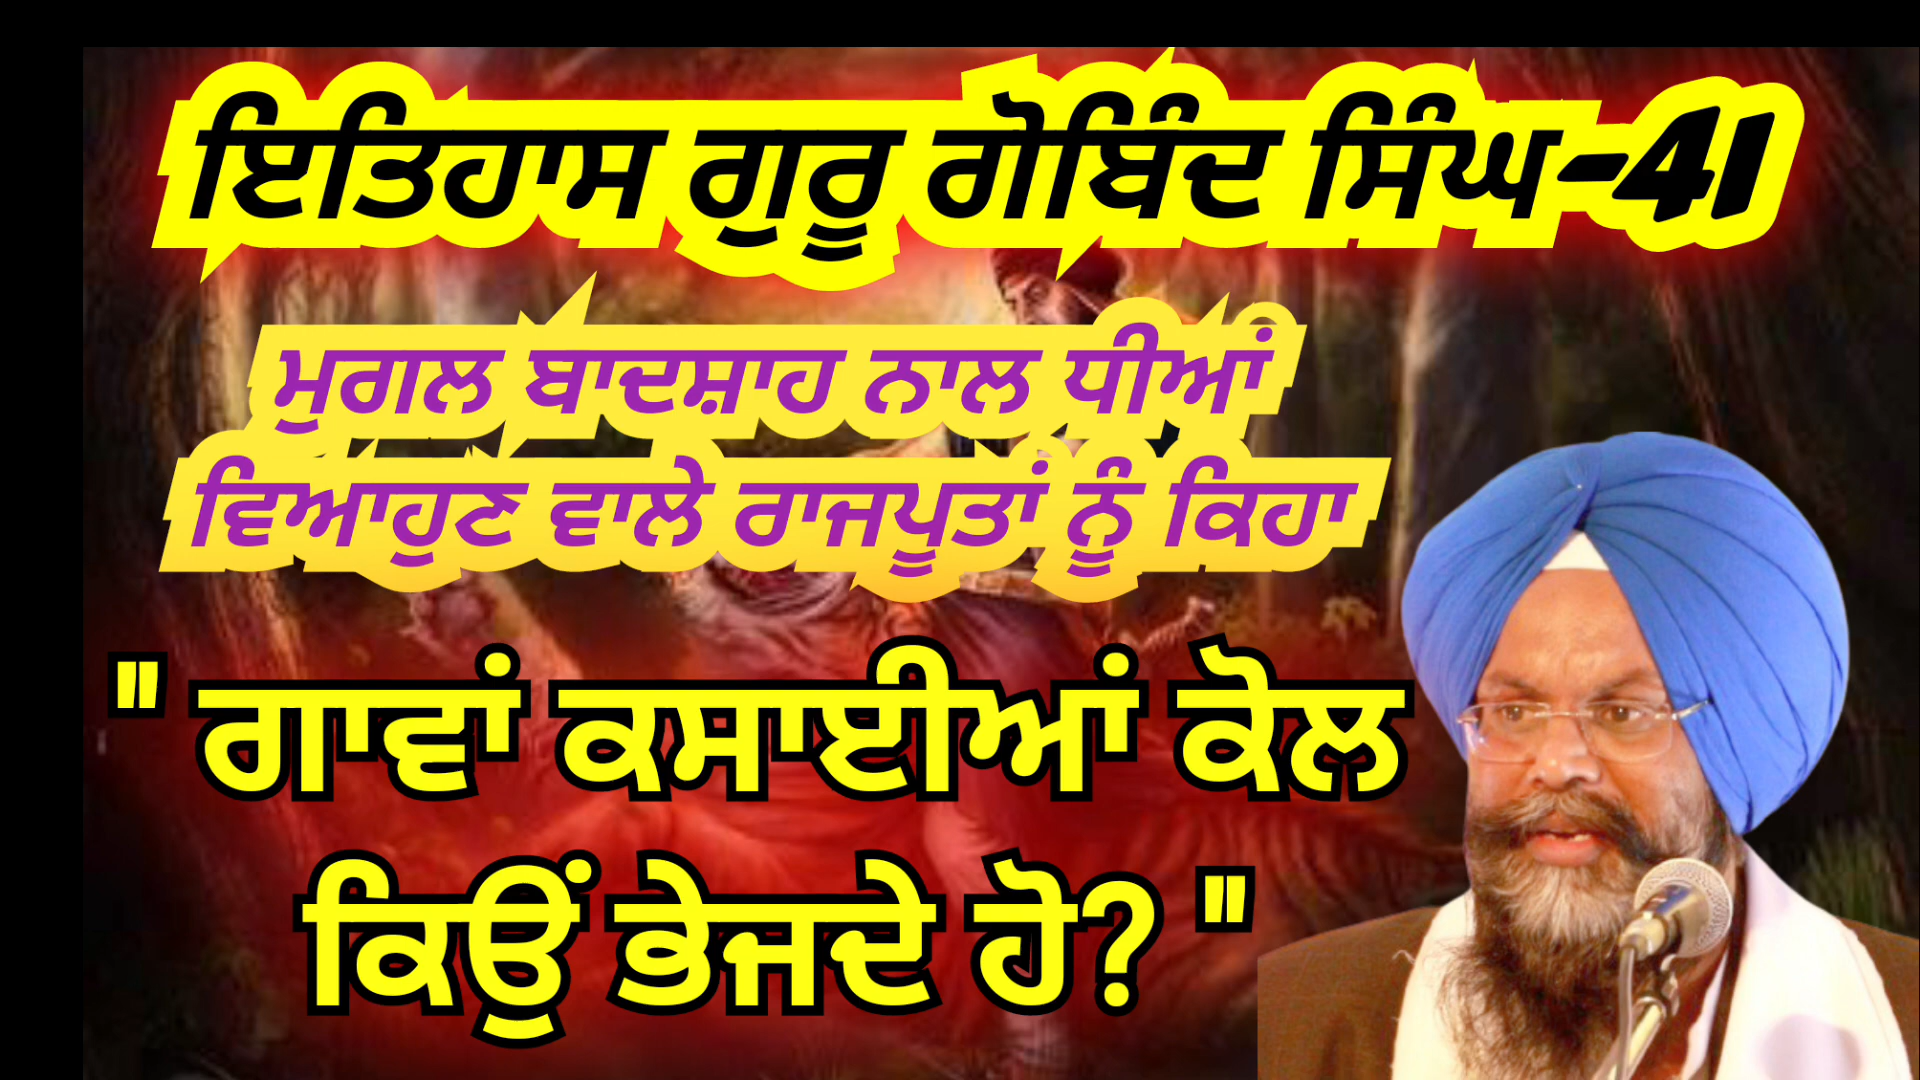 ਇਤਿਹਾਸ ਗੁਰੂ ਗੋਬਿੰਦ ਸਿੰਘ-41
ਮੁਗਲ ਬਾਦਸ਼ਾਹ ਨਾਲ ਧੀਆਂ
ਵਿਆਹੁਣ ਵਾਲੇ ਰਾਜਪੂਤਾਂ ਨੂੰ ਕਿਹਾ
" ਗਾਵਾਂ ਕਸਾਈਆਂ ਕੋਲ
ਕਿਉਂ ਭੇਜਦੇ ਹੋ? "